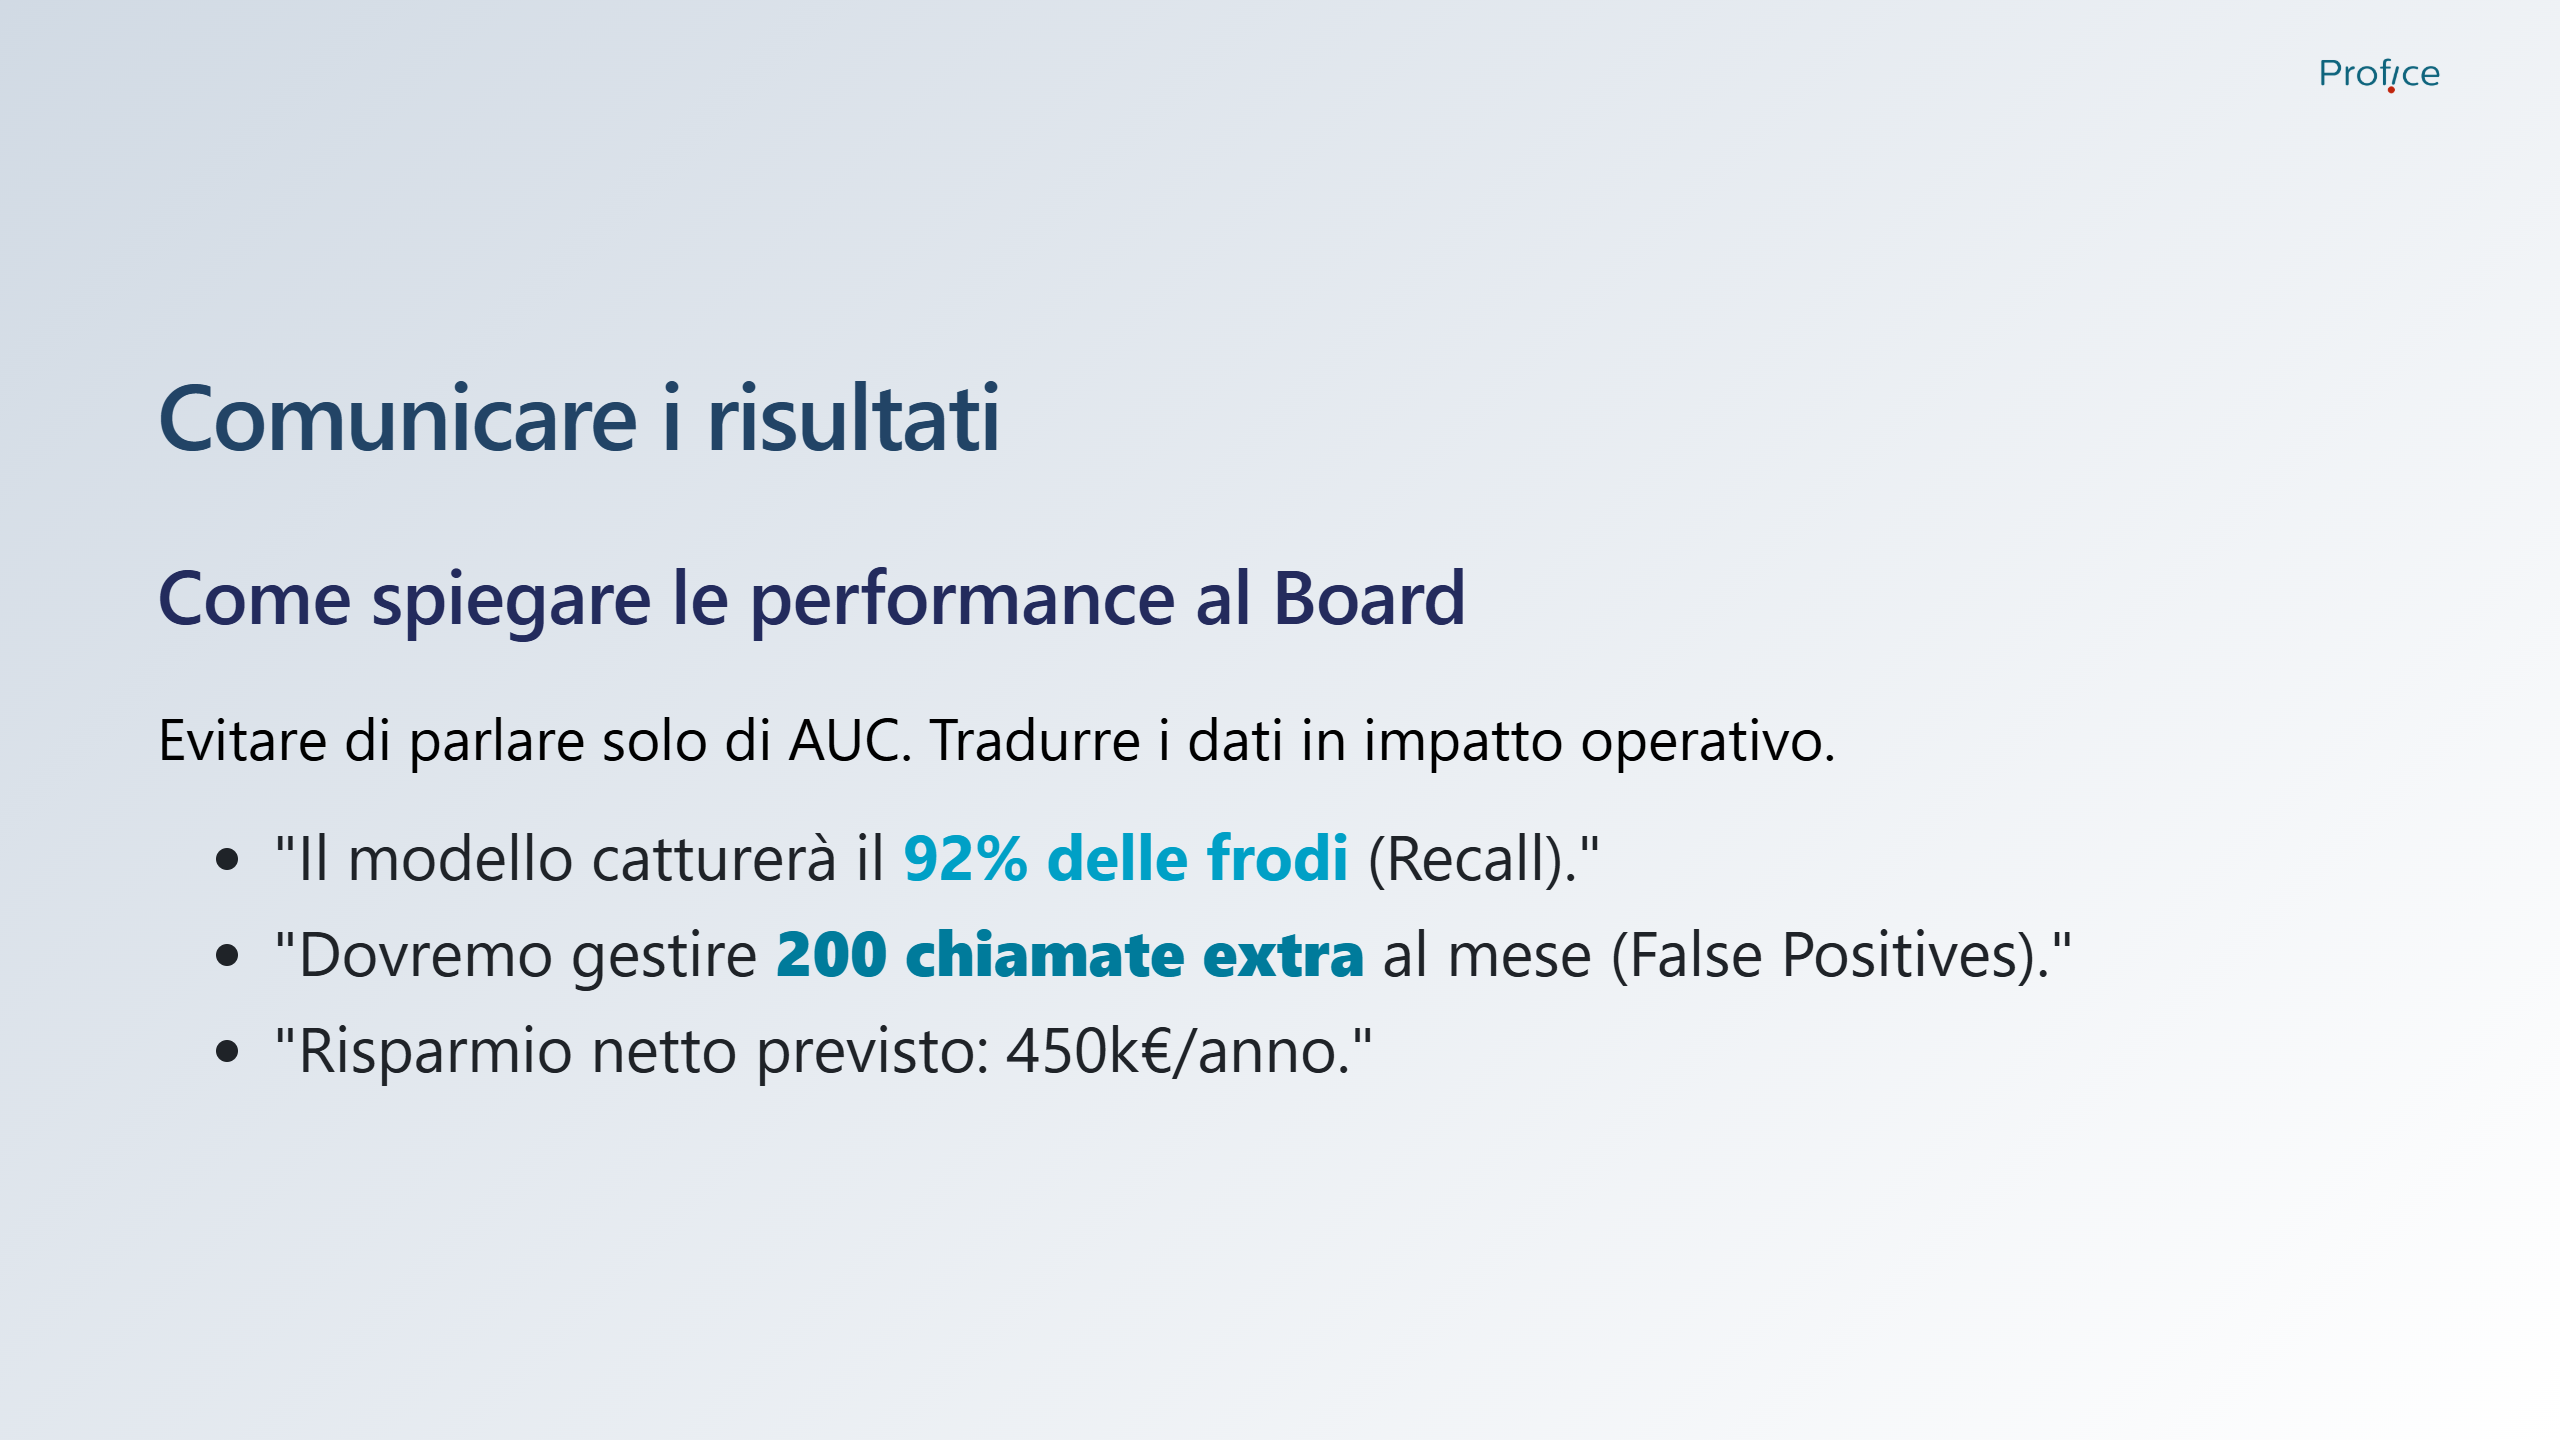 Profice
Comunicare i risultati
Come spiegare le performance al Board
Evitare di parlare solo di AUC. Tradurre i dati in impatto operativo.
• "Il modello catturerà il 92% delle frodi (Recall)."
• "Dovremo gestire 200 chiamate extra al mese (False Positives)."
• "Risparmio netto previsto: 450k€/anno."